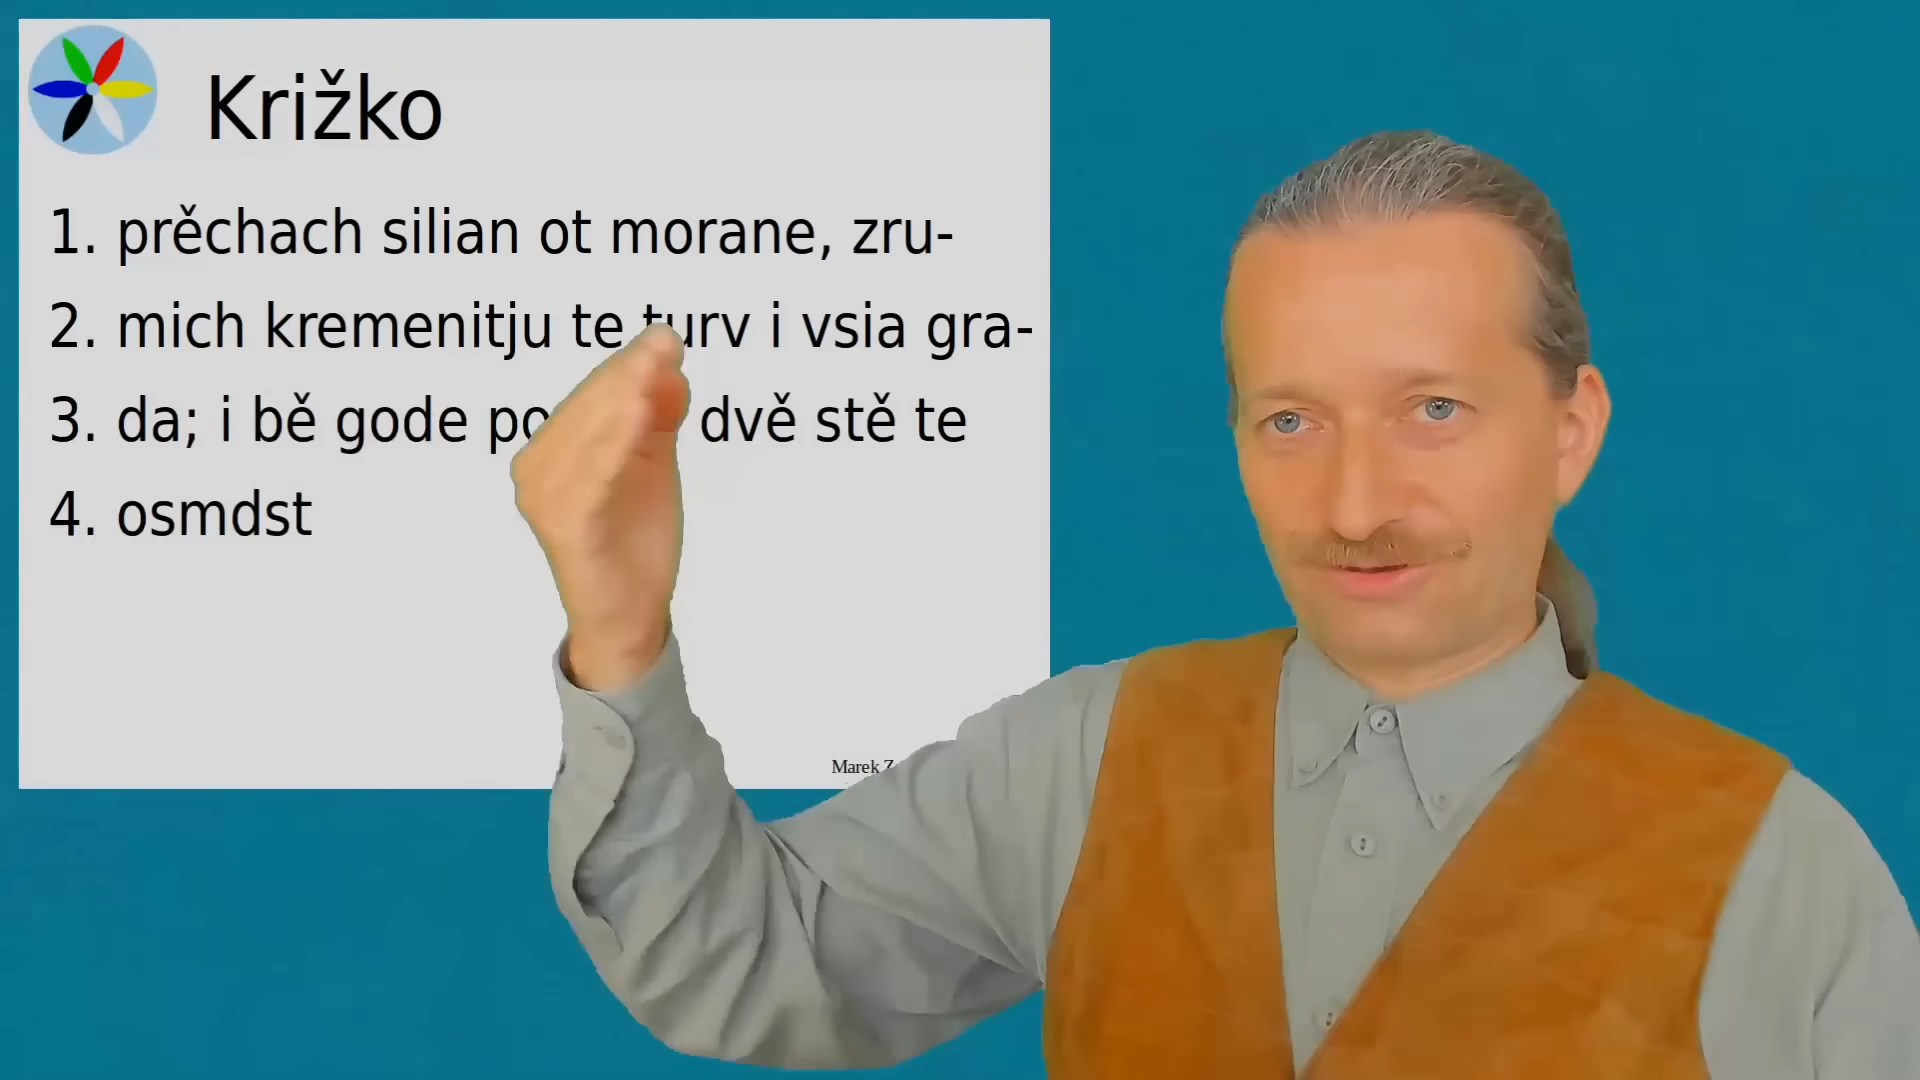 Križko
1. prěchach silian ot morane, zru-
2. mich kremenitju te turv i vsia gra-
3. da; i bě gode dvě stě te
4. osmdst
Marek